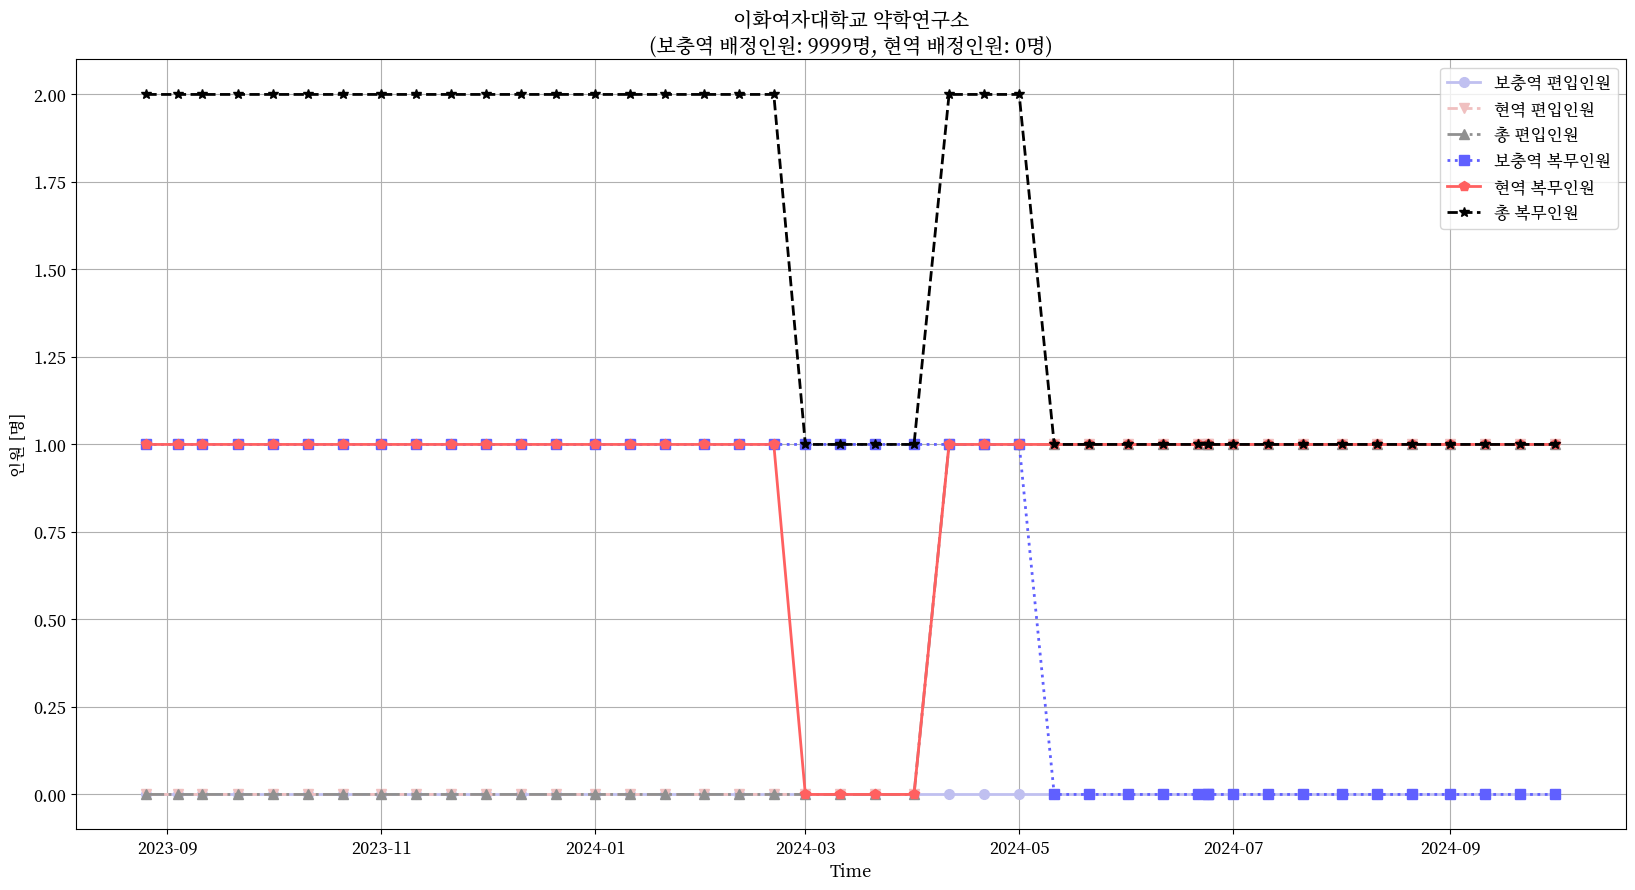 이화여자대학교 약학연구소
(보충역 배정인원: 9999명, 현역 배정인원: 0명)
보충역 편입인원
현역 편입인원
총 편입인원
보충역 복무인원
현역 복무인원
총 복무인원
인원 [명]
2.00
1.75
1.50
1.25
1.00
0.75
0.50
0.25
0.00
2023-09
2023-11
2024-01
2024-03
2024-05
2024-07
2024-09
Time